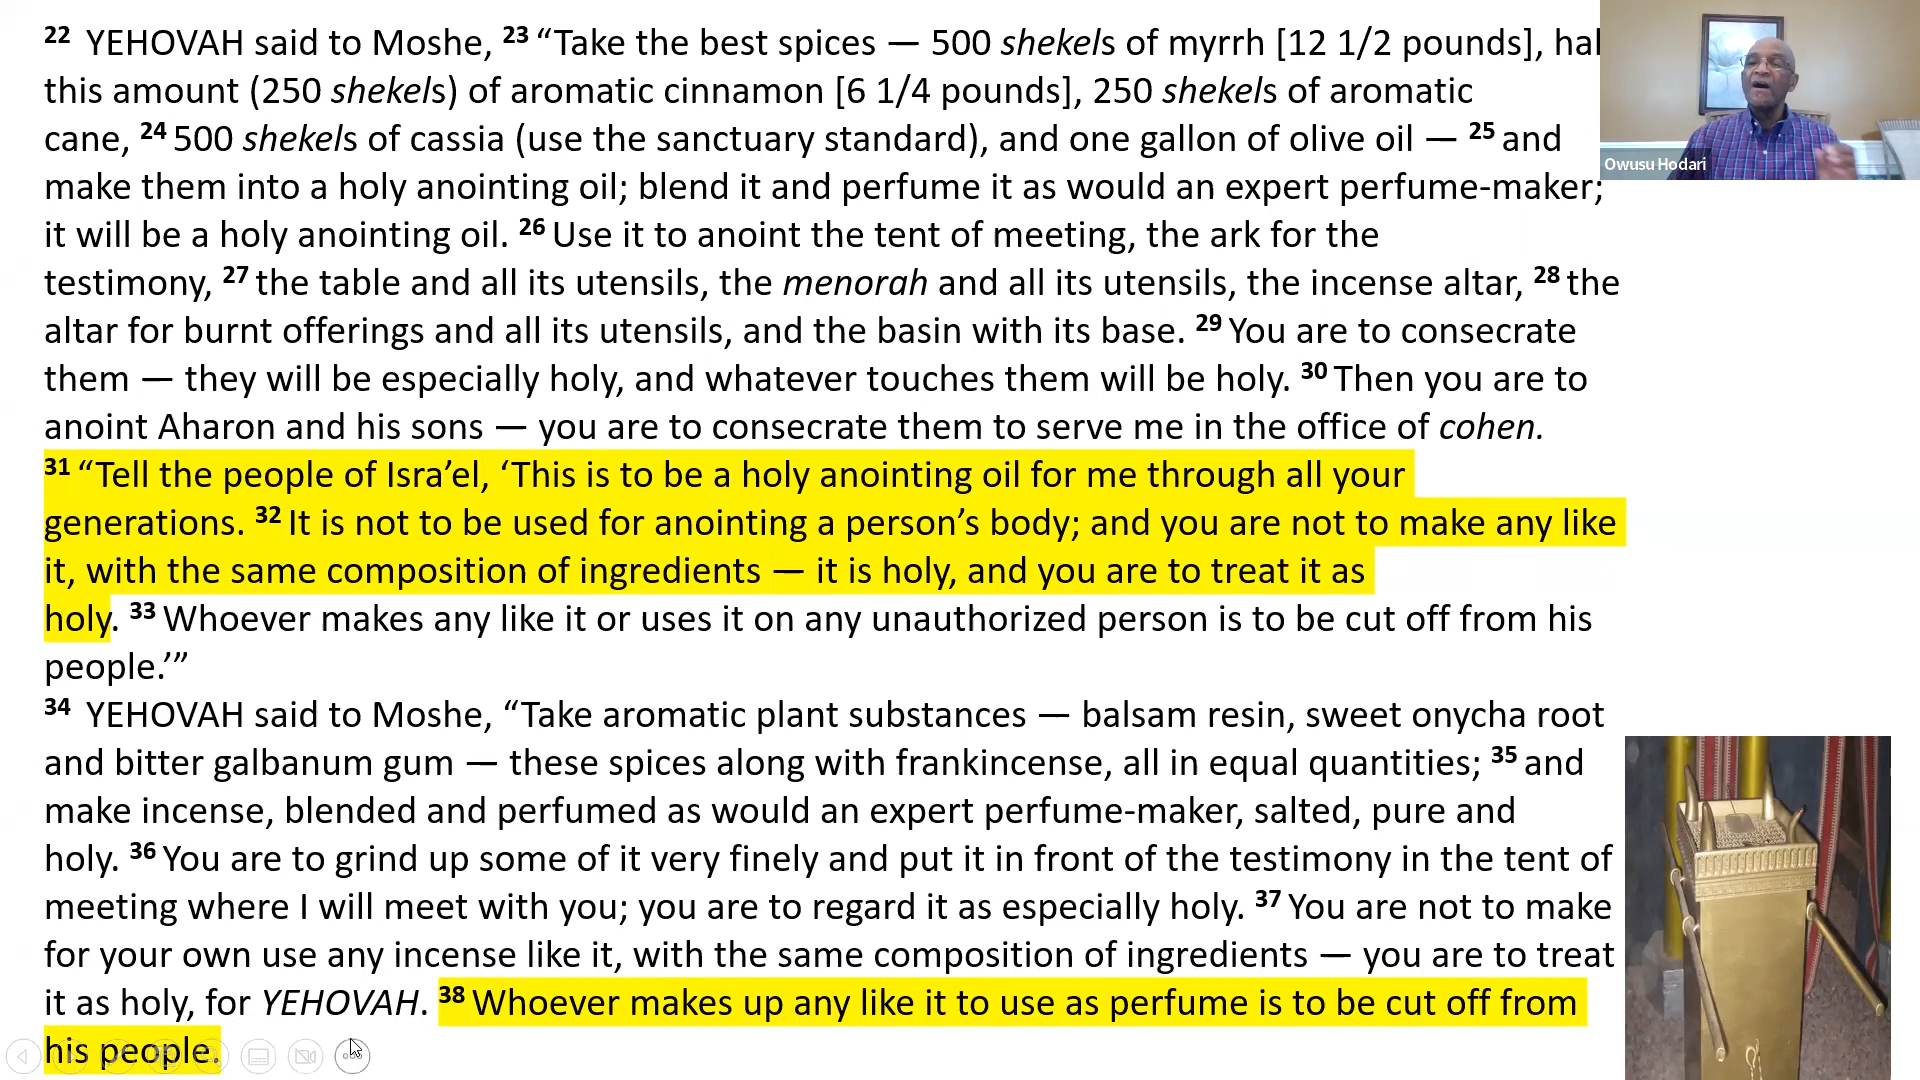 22 YEHOVAH said to Moshe, 23 “Take the best spices — 500 shekels of myrrh [12 1/2 pounds], hal
this amount (250 shekels) of aromatic cinnamon [6 1/4 pounds], 250 shekels of aromatic
cane, 24 500 shekels of cassia (use the sanctuary standard), and one gallon of olive oil — 25 and
make them into a holy anointing oil; blend it and perfume it as would an expert perfume-maker;
it will be a holy anointing oil. 26 Use it to anoint the tent of meeting, the ark for the
testimony, 27 the table and all its utensils, the menorah and all its utensils, the incense altar, 28 the
altar for burnt offerings and all its utensils, and the basin with its base. 29 You are to consecrate
them — they will be especially holy, and whatever touches them will be holy. 30 Then you are to
anoint Aharon and his sons — you are to consecrate them to serve me in the office of cohen.
31 “Tell the people of Isra’el, ‘This is to be a holy anointing oil for me through all your
generations. 32 It is not to be used for anointing a person’s body; and you are not to make any like
it, with the same composition of ingredients — it is holy, and you are to treat it as
holy. 33 Whoever makes any like it or uses it on any unauthorized person is to be cut off from his
people.’”
34 YEHOVAH said to Moshe, “Take aromatic plant substances — balsam resin, sweet onycha root
and bitter galbanum gum — these spices along with frankincense, all in equal quantities; 35 and
make incense, blended and perfumed as would an expert perfume-maker, salted, pure and
holy. 36 You are to grind up some of it very finely and put it in front of the testimony in the tent of
meeting where I will meet with you; you are to regard it as especially holy. 37 You are not to make
for your own use any incense like it, with the same composition of ingredients — you are to treat
it as holy, for YEHOVAH. 38 Whoever makes up any like it to use as perfume is to be cut off from
his people.
Owusu Hodari